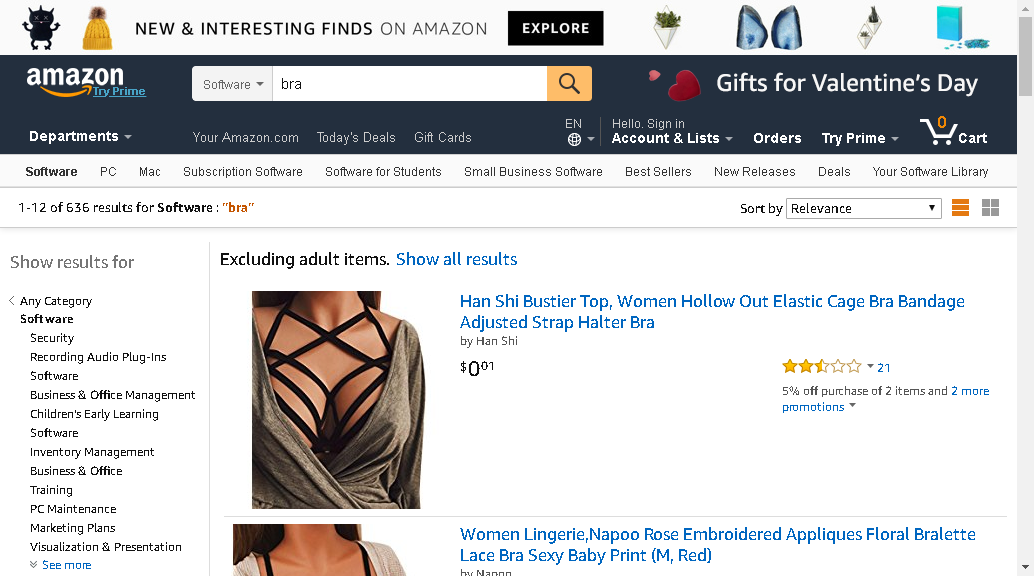 NEW & INTERESTING FINDS ON AMAZON EXPLORE
amazon
Try Prime
Software
bra
Gifts for Valentine's Day
Departments
Your Amazon.com Today's Deals Gift Cards
EN
Hello. Sign in
Account & Lists
Orders
Try Prime
0
Cart
Software PC Mac Subscription Software Software for Students Small Business Software Best Sellers New Releases Deals Your Software Library
1-12 of 636 results for Software : "bra"
Sort by Relevance
Show results for
Any Category
Software
Security
Recording Audio Plug-Ins
Software
Business & Office Management
Children's Early Learning
Software
Inventory Management
Business & Office
Training
PC Maintenance
Marketing Plans
Visualization & Presentation
See more
Excluding adult items. Show all results
Han Shi Bustier Top, Women Hollow Out Elastic Cage Bra Bandage
Adjusted Strap Halter Bra
by Han Shi
$0.01
21
5% off purchase of 2 items and 2 more
promotions
Women Lingerie,Napoo Rose Embroidered Appliques Floral Bralette
Lace Bra Sexy Baby Print (M, Red)
by Napoo